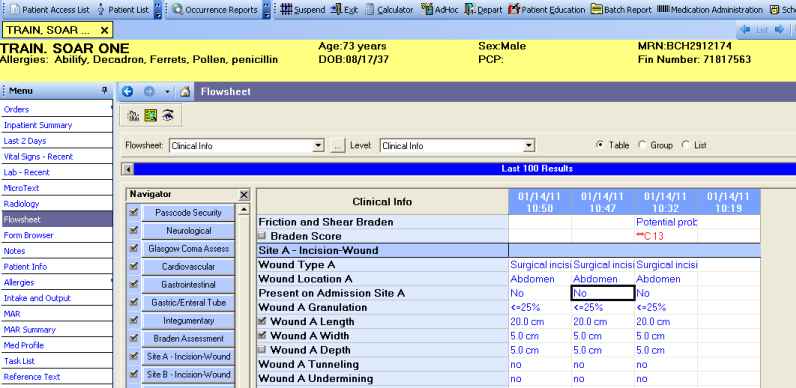 Patient Access List Patient List Occurrence Reports Suspend Exit Calculator AdHoc Depart Patient Education Batch Report Medication Administration Sch
TRAIN, SOAR ... x List
TRAIN. SOAR ONE Age:73 years Sex:Male MRN:BCH2912174
Allergies: Abilify, Decadron, Ferrets, Pollen, penicillin DOB:08/17/37 PCP: Fin Number: 71817563
Menu Flowsheet
Orders
Inpatient Summary
Last 2 Days Flowsheet: Clinical Info ... Level: Clinical Info Table Group List
Vital Signs - Recent
Lab - Recent Last 100 Results
MicroText
Radiology Navigator Clinical Info 01/14/11 10:50 01/14/11 10:47 01/14/11 10:32 01/14/11 10:19
Flowsheet Passcode Security Friction and Shear Braden Potential prob
Form Browser Neurological Braden Score **C 13
Notes Glasgow Coma Assess Site A - Incision-Wound
Patient Info Cardiovascular Wound Type A Surgical incisi Surgical incisi Surgical incisi
Allergies Gastrointestinal Wound Location A Abdomen Abdomen Abdomen
Intake and Output Gastric/Enteral Tube Present on Admission Site A No No No
MAR Integumentary Wound A Granulation <=25% <=25% <=25%
MAR Summary Braden Assessment Wound A Length 20.0 cm 20.0 cm 20.0 cm
Med Profile Site A - Incision-Wound Wound A Width 5.0 cm 5.0 cm 5.0 cm
Task List Site B - Incision-Wound Wound A Depth 5.0 cm 5.0 cm 5.0 cm
Reference Text Wound A Tunneling no no no
Wound A Undermining no no no